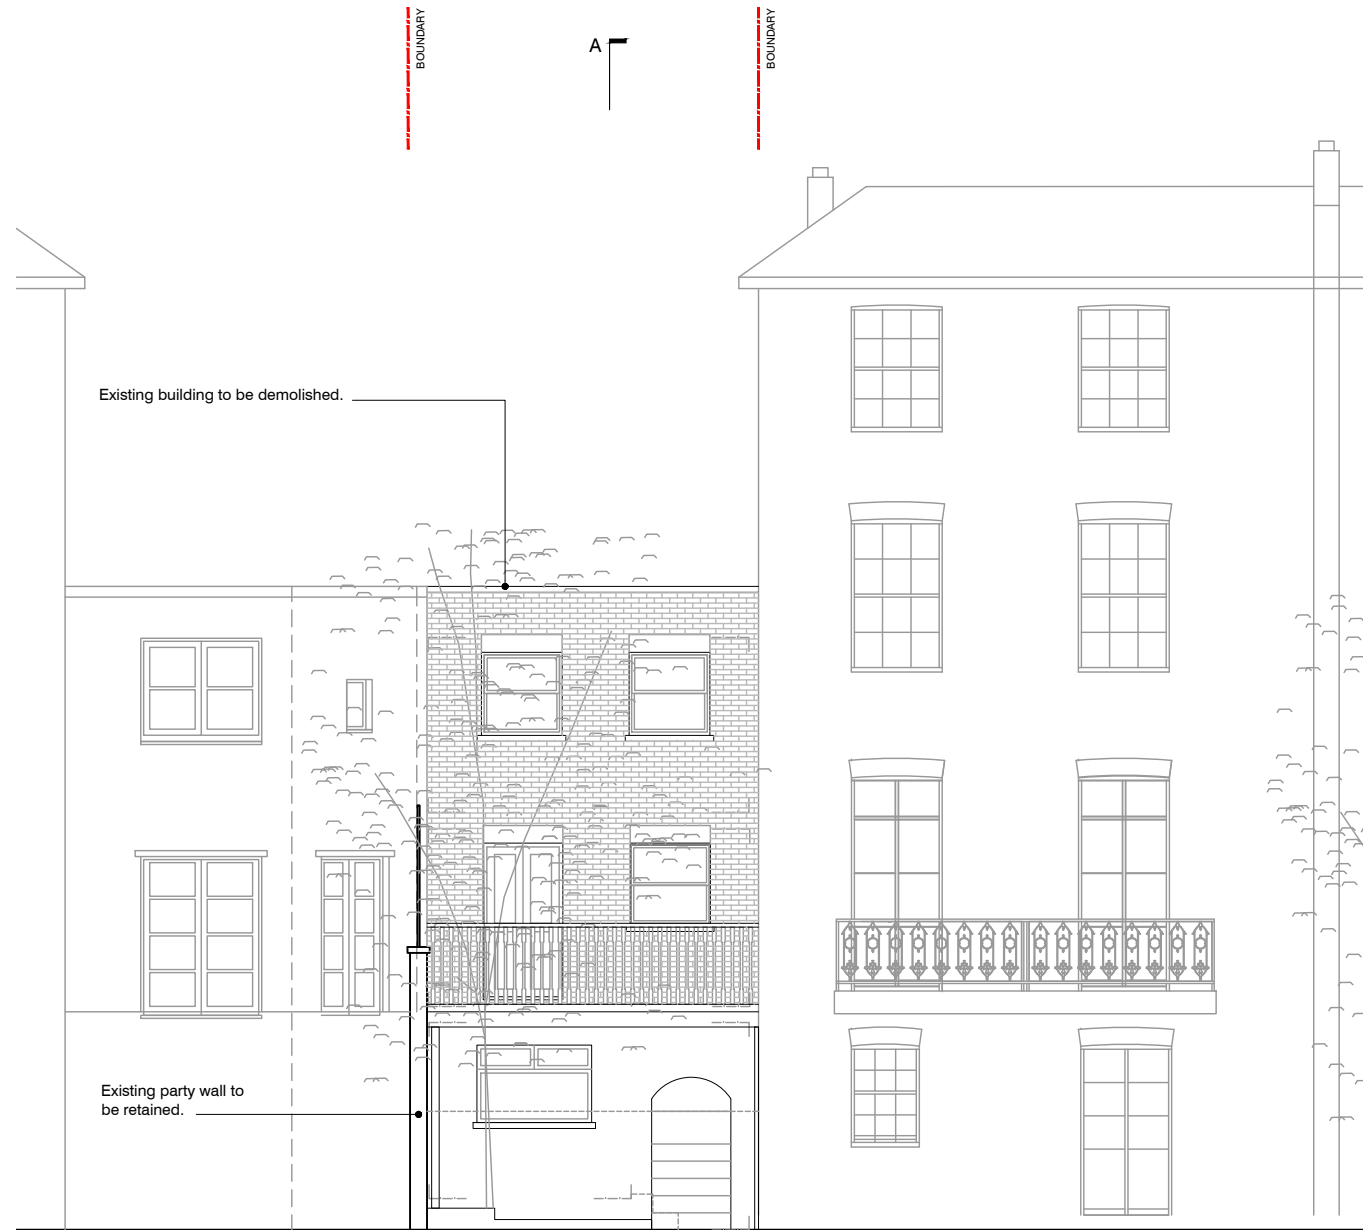 BOUNDARY
A
BOUNDARY
Existing building to be demolished.
Existing party wall to
be retained.